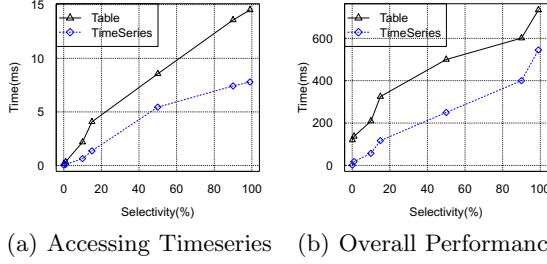 15
10
5
0
Time(ms)
Table
TimeSeries
0 20 40 60 80 100
Selectivity(%)
(a) Accessing Timeseries
600
400
200
0
Time(ms)
Table
TimeSeries
0 20 40 60 80 100
Selectivity(%)
(b) Overall Performanc